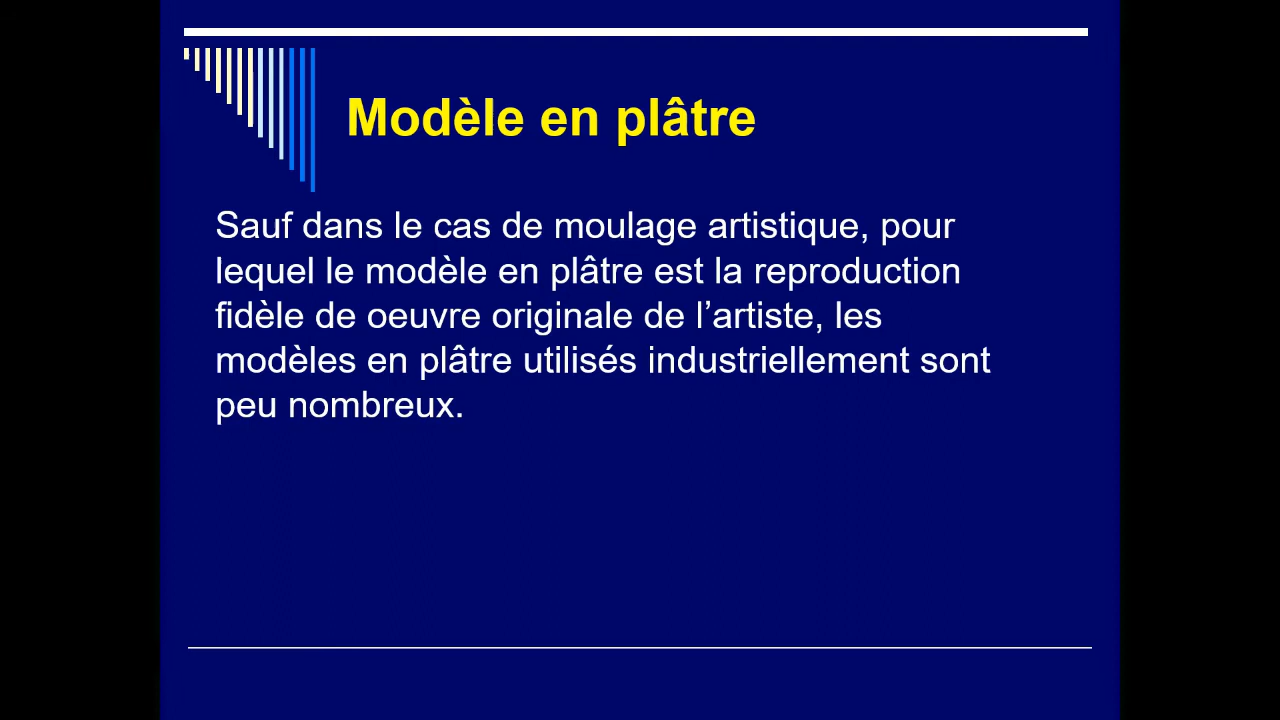 Modèle en plâtre
Sauf dans le cas de moulage artistique, pour
lequel le modèle en plâtre est la reproduction
fidèle de oeuvre originale de l’artiste, les
modèles en plâtre utilisés industriellement sont
peu nombreux.